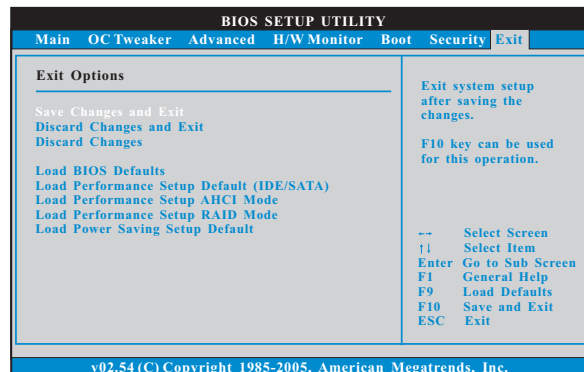 BIOS SETUP UTILITY
Main OC Tweaker Advanced H/W Monitor Boot Security Exit
Exit Options
Save Changes and Exit
Discard Changes and Exit
Discard Changes
Load BIOS Defaults
Load Performance Setup Default (IDE/SATA)
Load Performance Setup AHCI Mode
Load Performance Setup RAID Mode
Load Power Saving Setup Default
Exit system setup
after saving the
changes.
F10 key can be used
for this operation.
←→ Select Screen
↑↓ Select Item
Enter Go to Sub Screen
F1 General Help
F9 Load Defaults
F10 Save and Exit
ESC Exit
v02.54 (C) Copyright 1985-2005, American Megatrends, Inc.